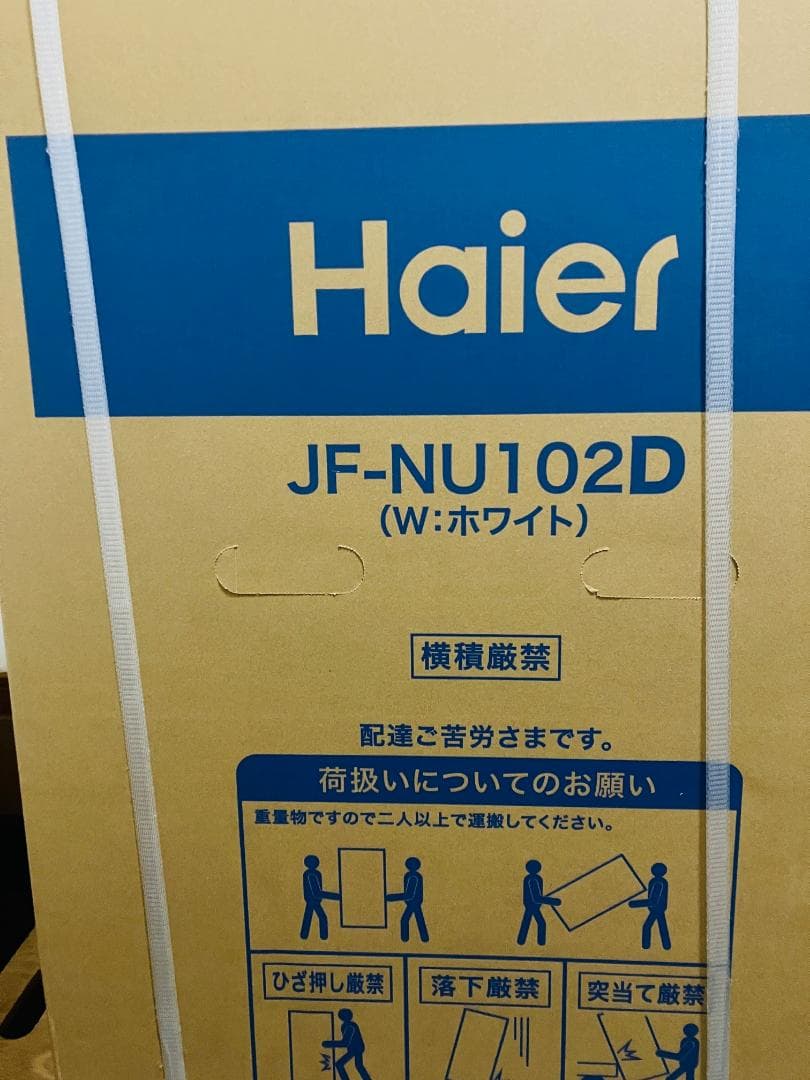 Haier
JF-NU102D
（W：ホワイト）
横積厳禁
配達ご苦労さまです。
荷扱いについてのお願い
重量物ですので二人以上で運搬してください。
ひざ押し厳禁
落下厳禁
突当て厳禁